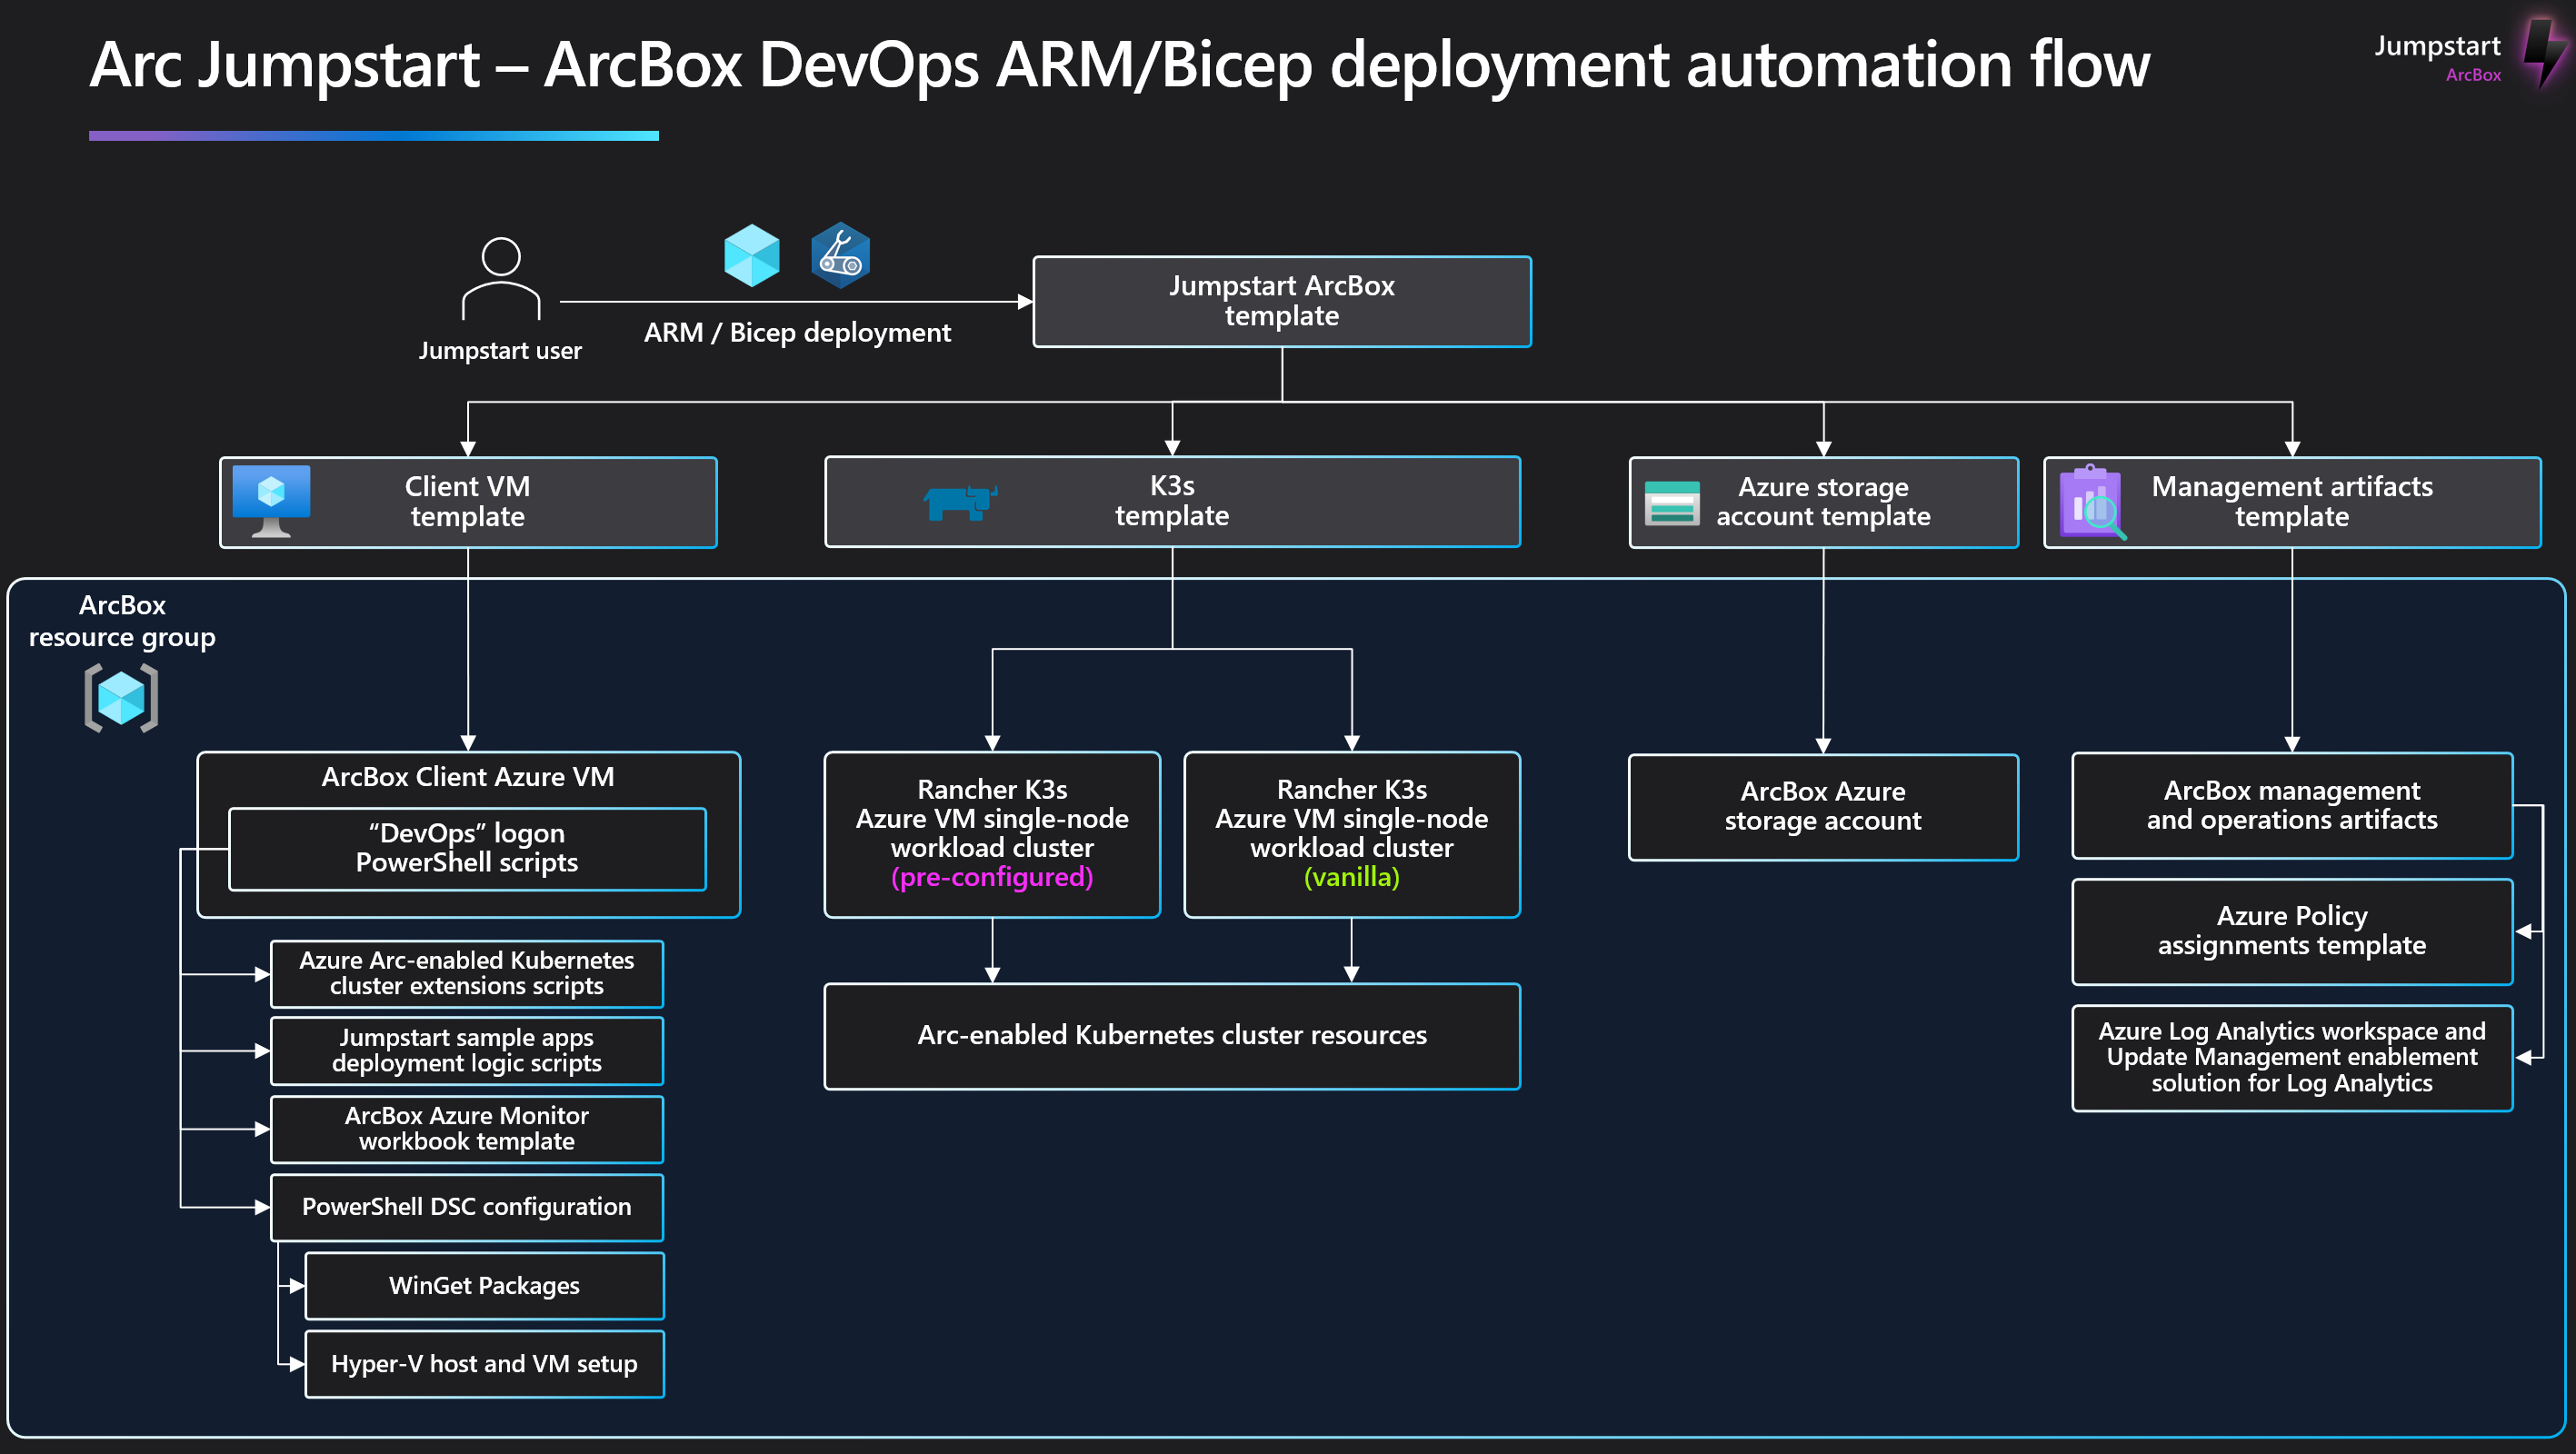 Arc Jumpstart – ArcBox DevOps ARM/Bicep deployment automation flow
Jumpstart
ArcBox
Jumpstart user
ARM / Bicep deployment
Jumpstart ArcBox
template
Client VM
template
K3s
template
Azure storage
account template
Management artifacts
template
ArcBox
resource group
ArcBox Client Azure VM
“DevOps” logon
PowerShell scripts
Azure Arc-enabled Kubernetes
cluster extensions scripts
Jumpstart sample apps
deployment logic scripts
ArcBox Azure Monitor
workbook template
PowerShell DSC configuration
WinGet Packages
Hyper-V host and VM setup
Rancher K3s
Azure VM single-node
workload cluster
(pre-configured)
Rancher K3s
Azure VM single-node
workload cluster
(vanilla)
Arc-enabled Kubernetes cluster resources
ArcBox Azure
storage account
ArcBox management
and operations artifacts
Azure Policy
assignments template
Azure Log Analytics workspace and
Update Management enablement
solution for Log Analytics